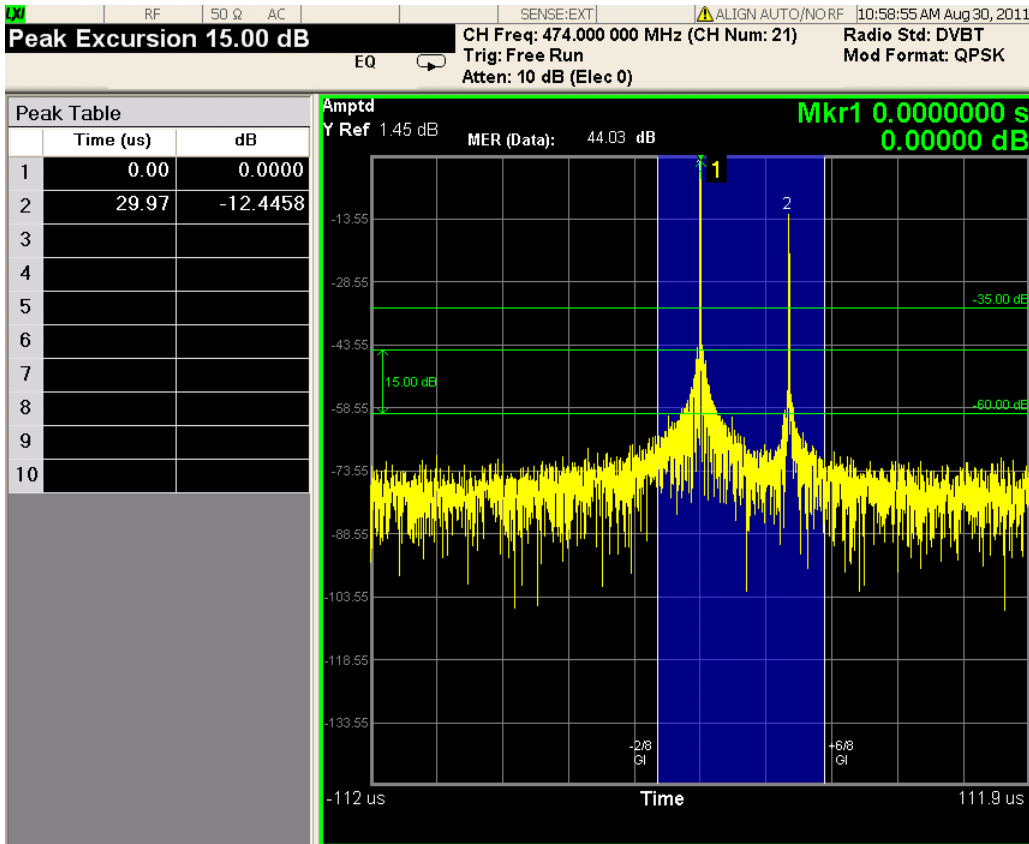 LXI RF 50 Ω AC SENSE:EXT ALIGN AUTO/NO RF 10:58:55 AM Aug 30, 2011
Peak Excursion 15.00 dB
EQ
CH Freq: 474.000 000 MHz (CH Num: 21)
Trig: Free Run
Atten: 10 dB (Elec 0)
Radio Std: DVBT
Mod Format: QPSK
Peak Table
Time (us) dB
1 0.00 0.0000
2 29.97 -12.4458
3
4
5
6
7
8
9
10
Amptd
Y Ref 1.45 dB
MER (Data): 44.03 dB
Mkr1 0.0000000 s
0.00000 dB
1
2
-13.55
-28.55
-35.00 dB
-43.55
15.00 dB
-58.55
-60.00 dB
-73.55
-88.55
-103.55
-118.55
-133.55
-2/8
GI
+6/8
GI
-112 us Time 111.9 us